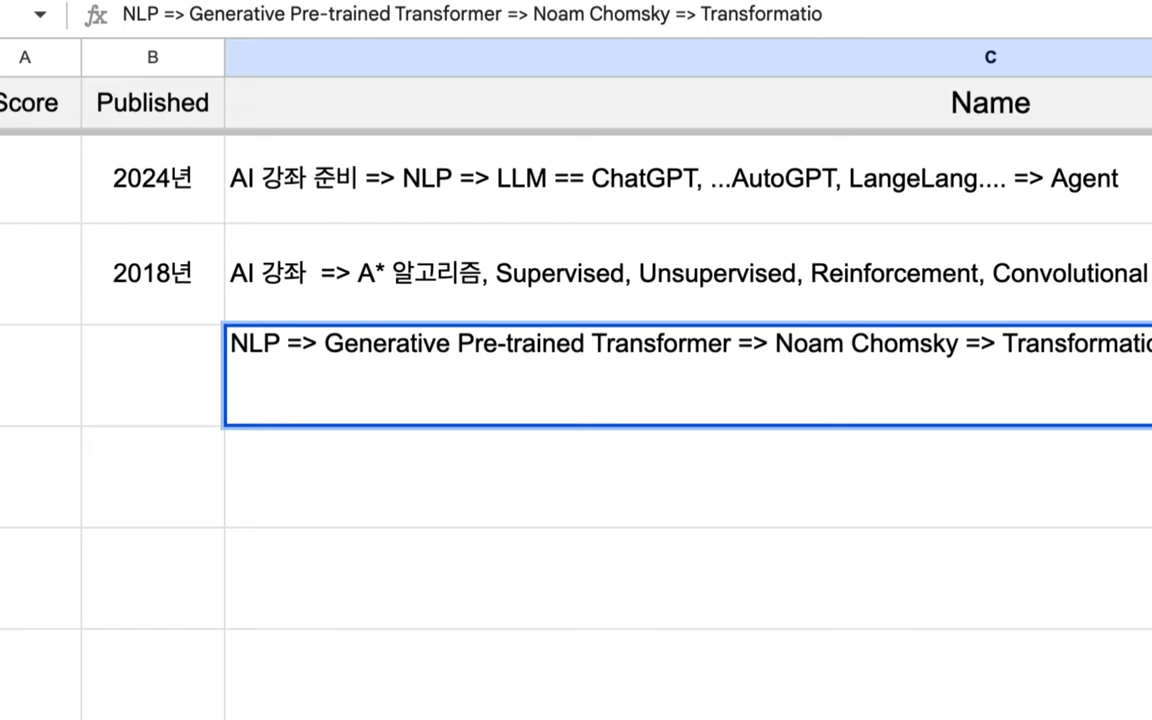 fx NLP => Generative Pre-trained Transformer => Noam Chomsky => Transformatio
A B C
Score Published Name
2024년 AI 강좌 준비 => NLP => LLM == ChatGPT, ...AutoGPT, LangeLang.... => Agent
2018년 AI 강좌 => A* 알고리즘, Supervised, Unsupervised, Reinforcement, Convolutional
NLP => Generative Pre-trained Transformer => Noam Chomsky => Transformatio